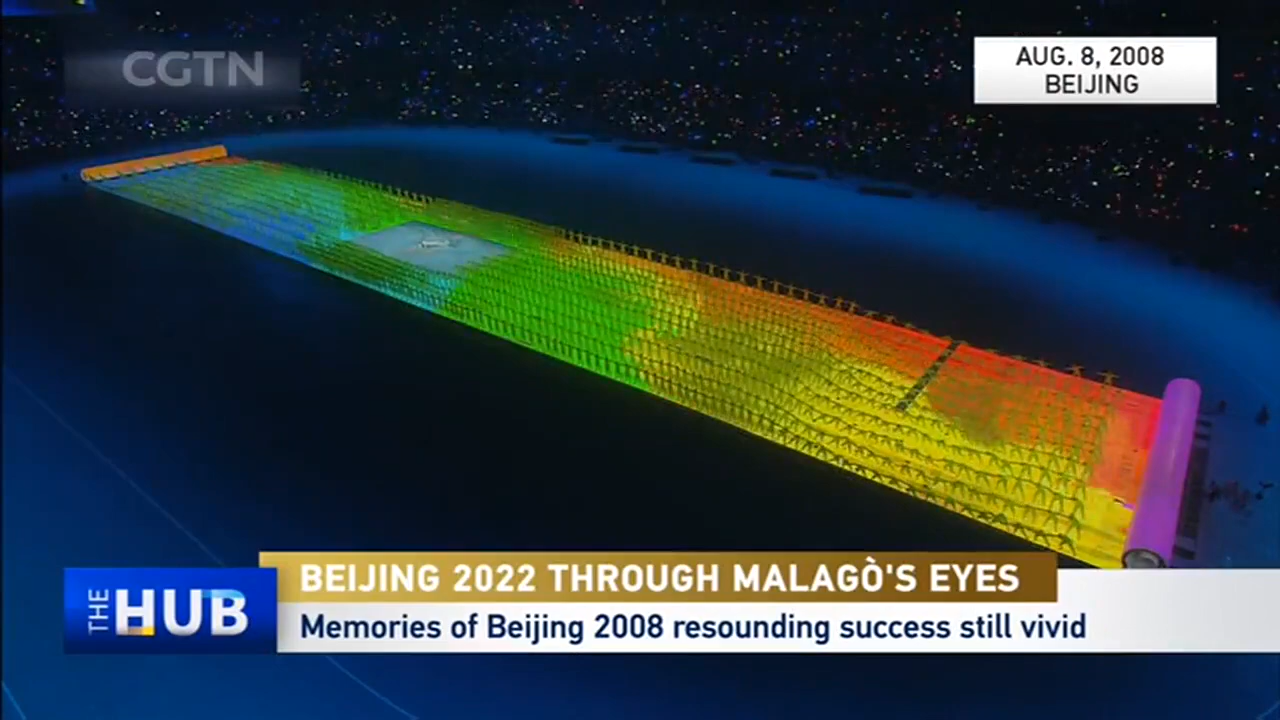 CGTN
AUG. 8, 2008
BEIJING
BEIJING 2022 THROUGH MALAGÒ'S EYES
THE HUB
Memories of Beijing 2008 resounding success still vivid